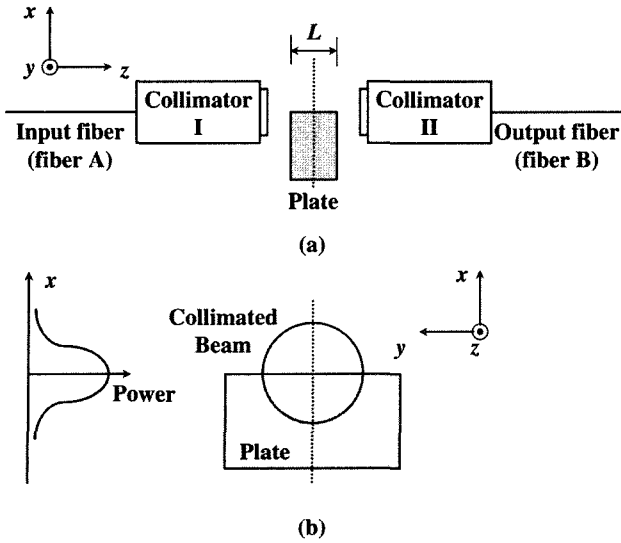 x
L
y
z
Collimator
I
Collimator
II
Input fiber
(fiber A)
Output fiber
(fiber B)
Plate
(a)
x
Collimated
Beam
x
y
z
Power
Plate
(b)